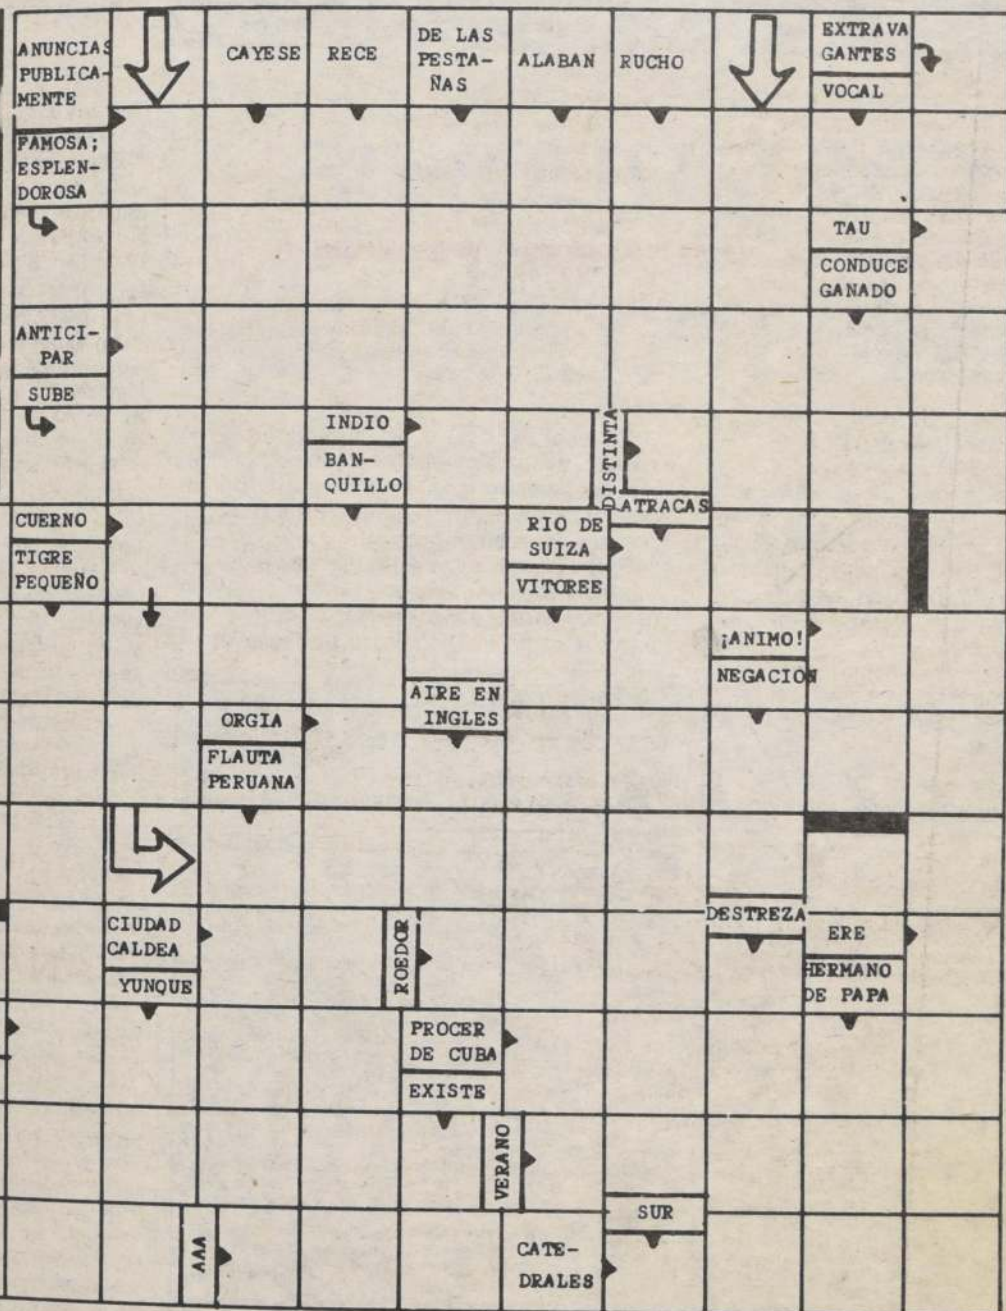 ANUNCIAS
PUBLICA-
MENTE
CAYESE
RECE
DE LAS
PESTA-
ÑAS
ALABAN
RUCHO
EXTRAVA
GANTES
VOCAL
FAMOSA;
ESPLEN-
DOROSA
TAU
CONDUCE
GANADO
ANTICI-
PAR
SUBE
INDIO
BAN-
QUILLO
DISTINTA
ATRACAS
CUERNO
TIGRE
PEQUEÑO
RIO DE
SUIZA
VITOREE
¡ANIMO!
NEGACION
AIRE EN
INGLES
ORGIA
FLAUTA
PERUANA
CIUDAD
CALDEA
YUNQUE
ROEDOR
DESTREZA
ERE
HERMANO
DE PAPA
PROCER
DE CUBA
EXISTE
VERANO
SUR
AAA
CATE-
DRALES